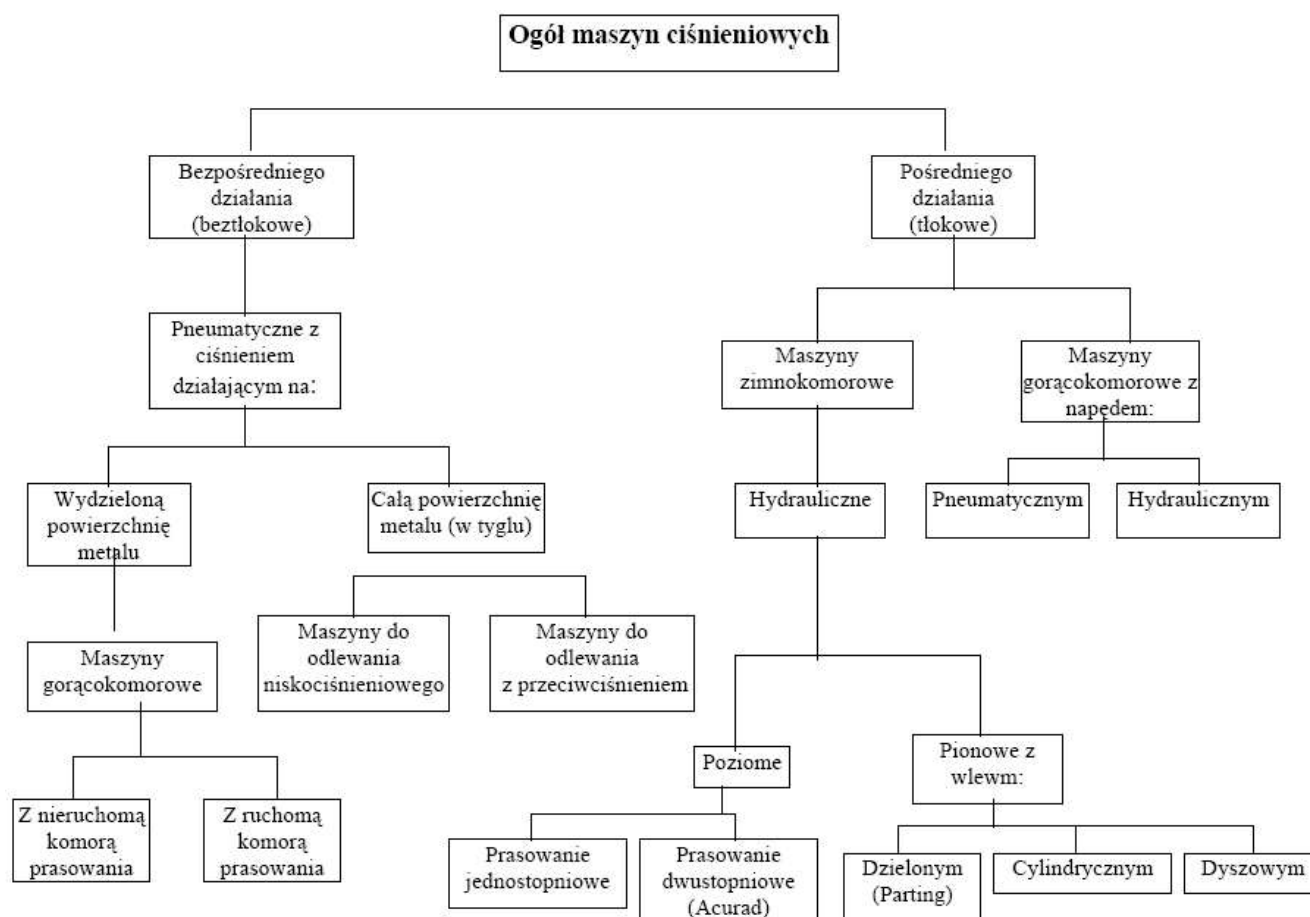 Ogół maszyn ciśnieniowych
Bezpośredniego
działania
(beztłokowe)
Pośredniego
działania
(tłokowe)
Pneumatyczne z
ciśnieniem
działającym na:
Maszyny
zimnokomorowe
Maszyny
gorącokomorowe z
napędem:
Wydzieloną
powierzchnię
metalu
Całą powierzchnię
metalu (w tyglu)
Hydrauliczne
Pneumatycznym
Hydraulicznym
Maszyny
gorącokomorowe
Maszyny do
odlewania
niskociśnieniowego
Maszyny do
odlewania
z przeciwciśnieniem
Poziome
Pionowe z
wlewm:
Z nieruchomą
komorą
prasowania
Z ruchomą
komorą
prasowania
Prasowanie
jednostopniowe
Prasowanie
dwustopniowe
(Acurad)
Dzielonym
(Parting)
Cylindrycznym
Dyszowym